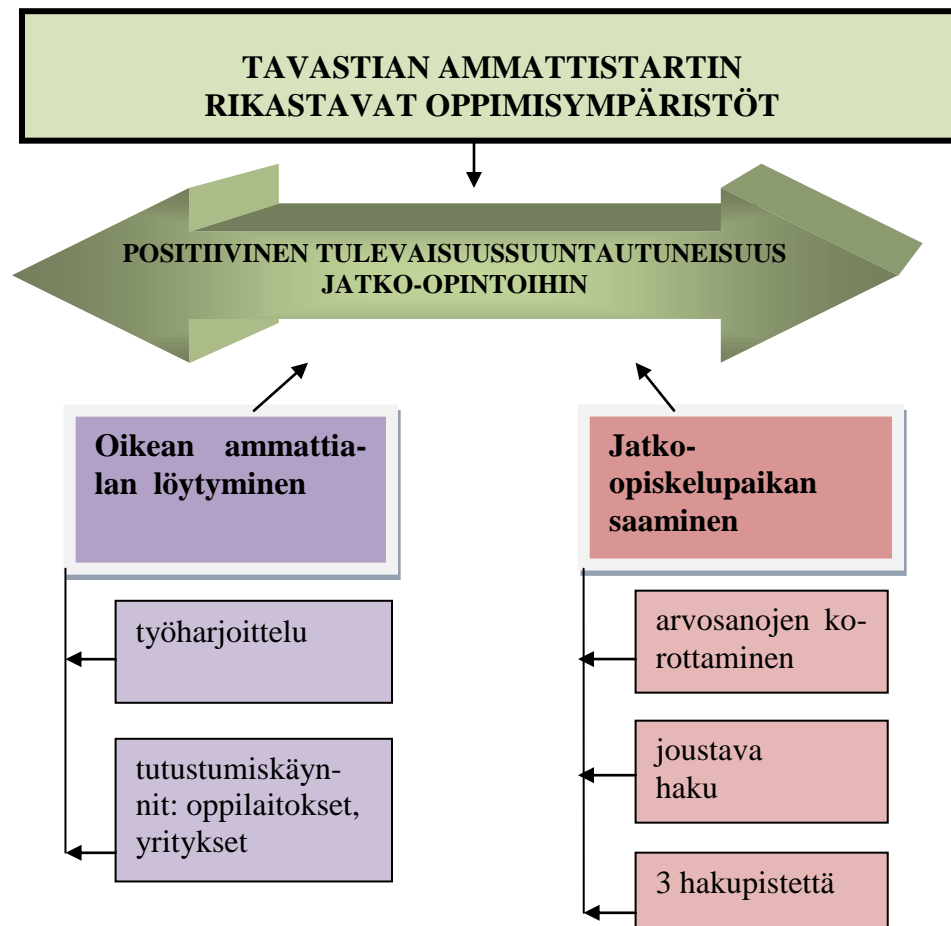 TAVASTIAN AMMATTISTARTIN
RIKASTAVAT OPPIMISYMPÄRISTÖT
POSITIIVINEN TULEVAISUUSSUUNTAUTUNEISUUS
JATKO-OPINTOIHIN
Oikean ammattia-
lan löytyminen
työharjoittelu
tutustumiskäyn-
nit: oppilaitokset,
yritykset
Jatko-
opiskelupaikan
saaminen
arvosanojen ko-
rottaminen
joustava
haku
3 hakupistettä